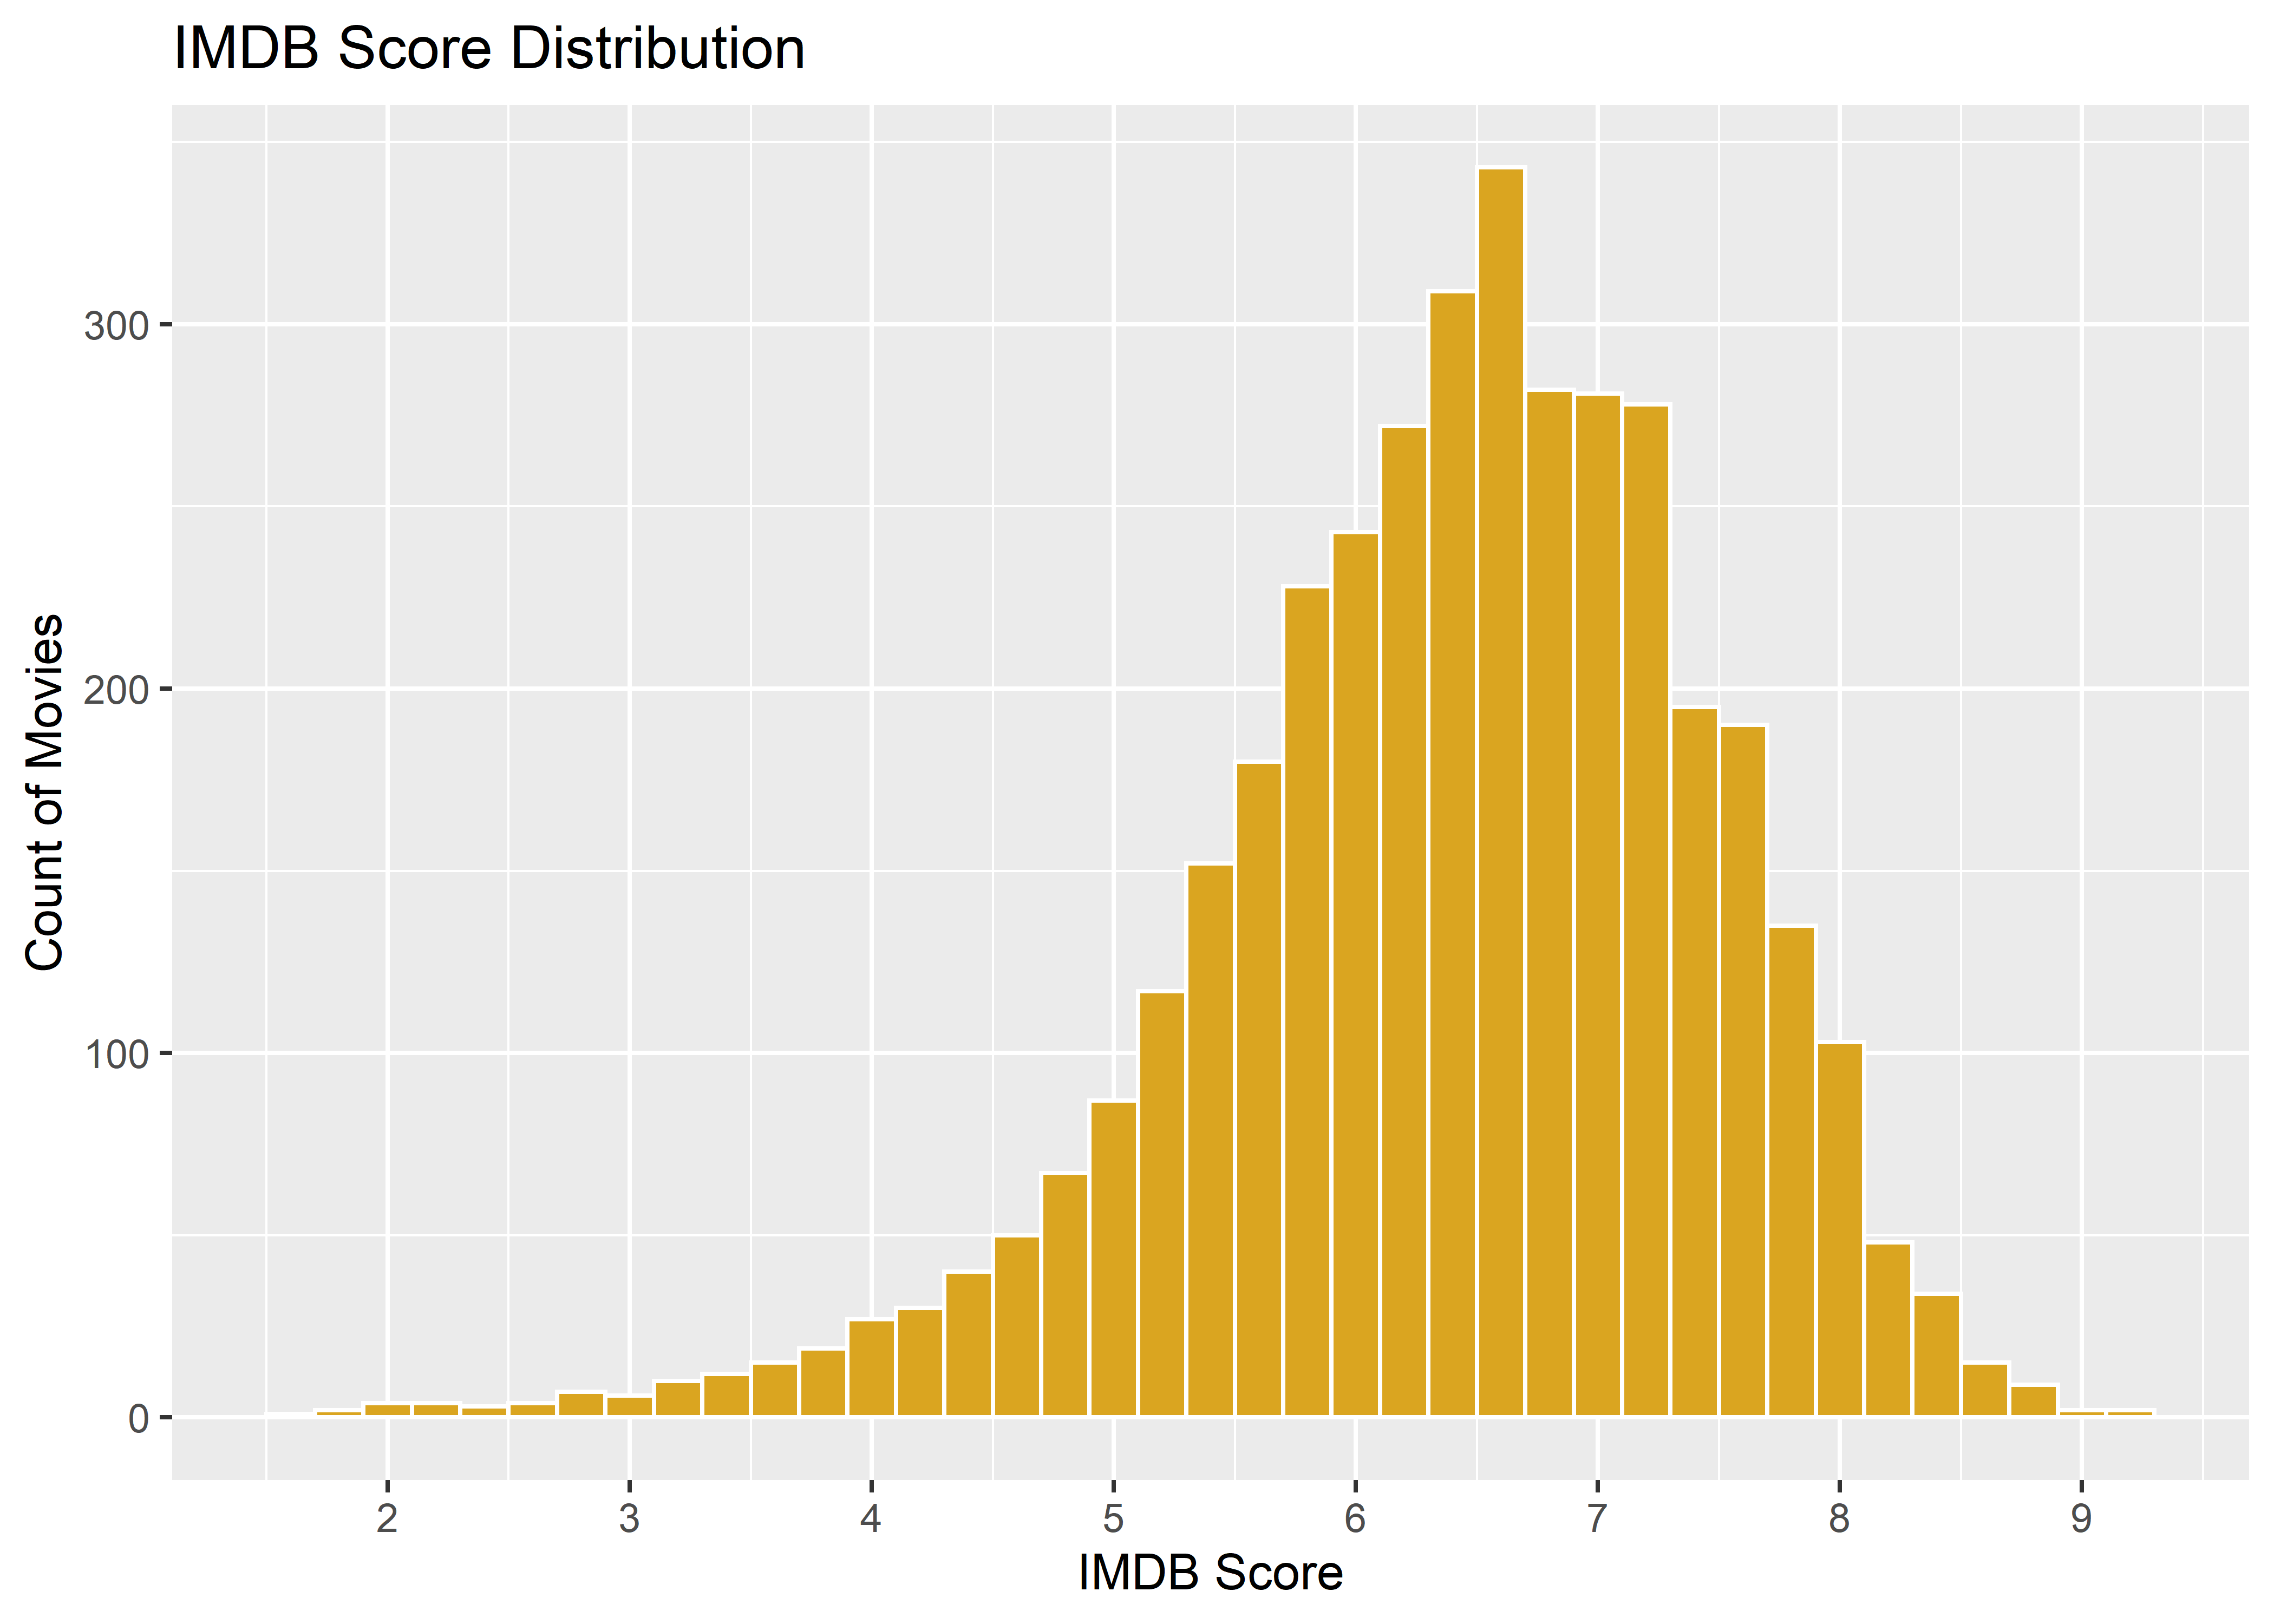 IMDB Score Distribution
Count of Movies
300
200
100
0
2 3 4 5 6 7 8 9
IMDB Score